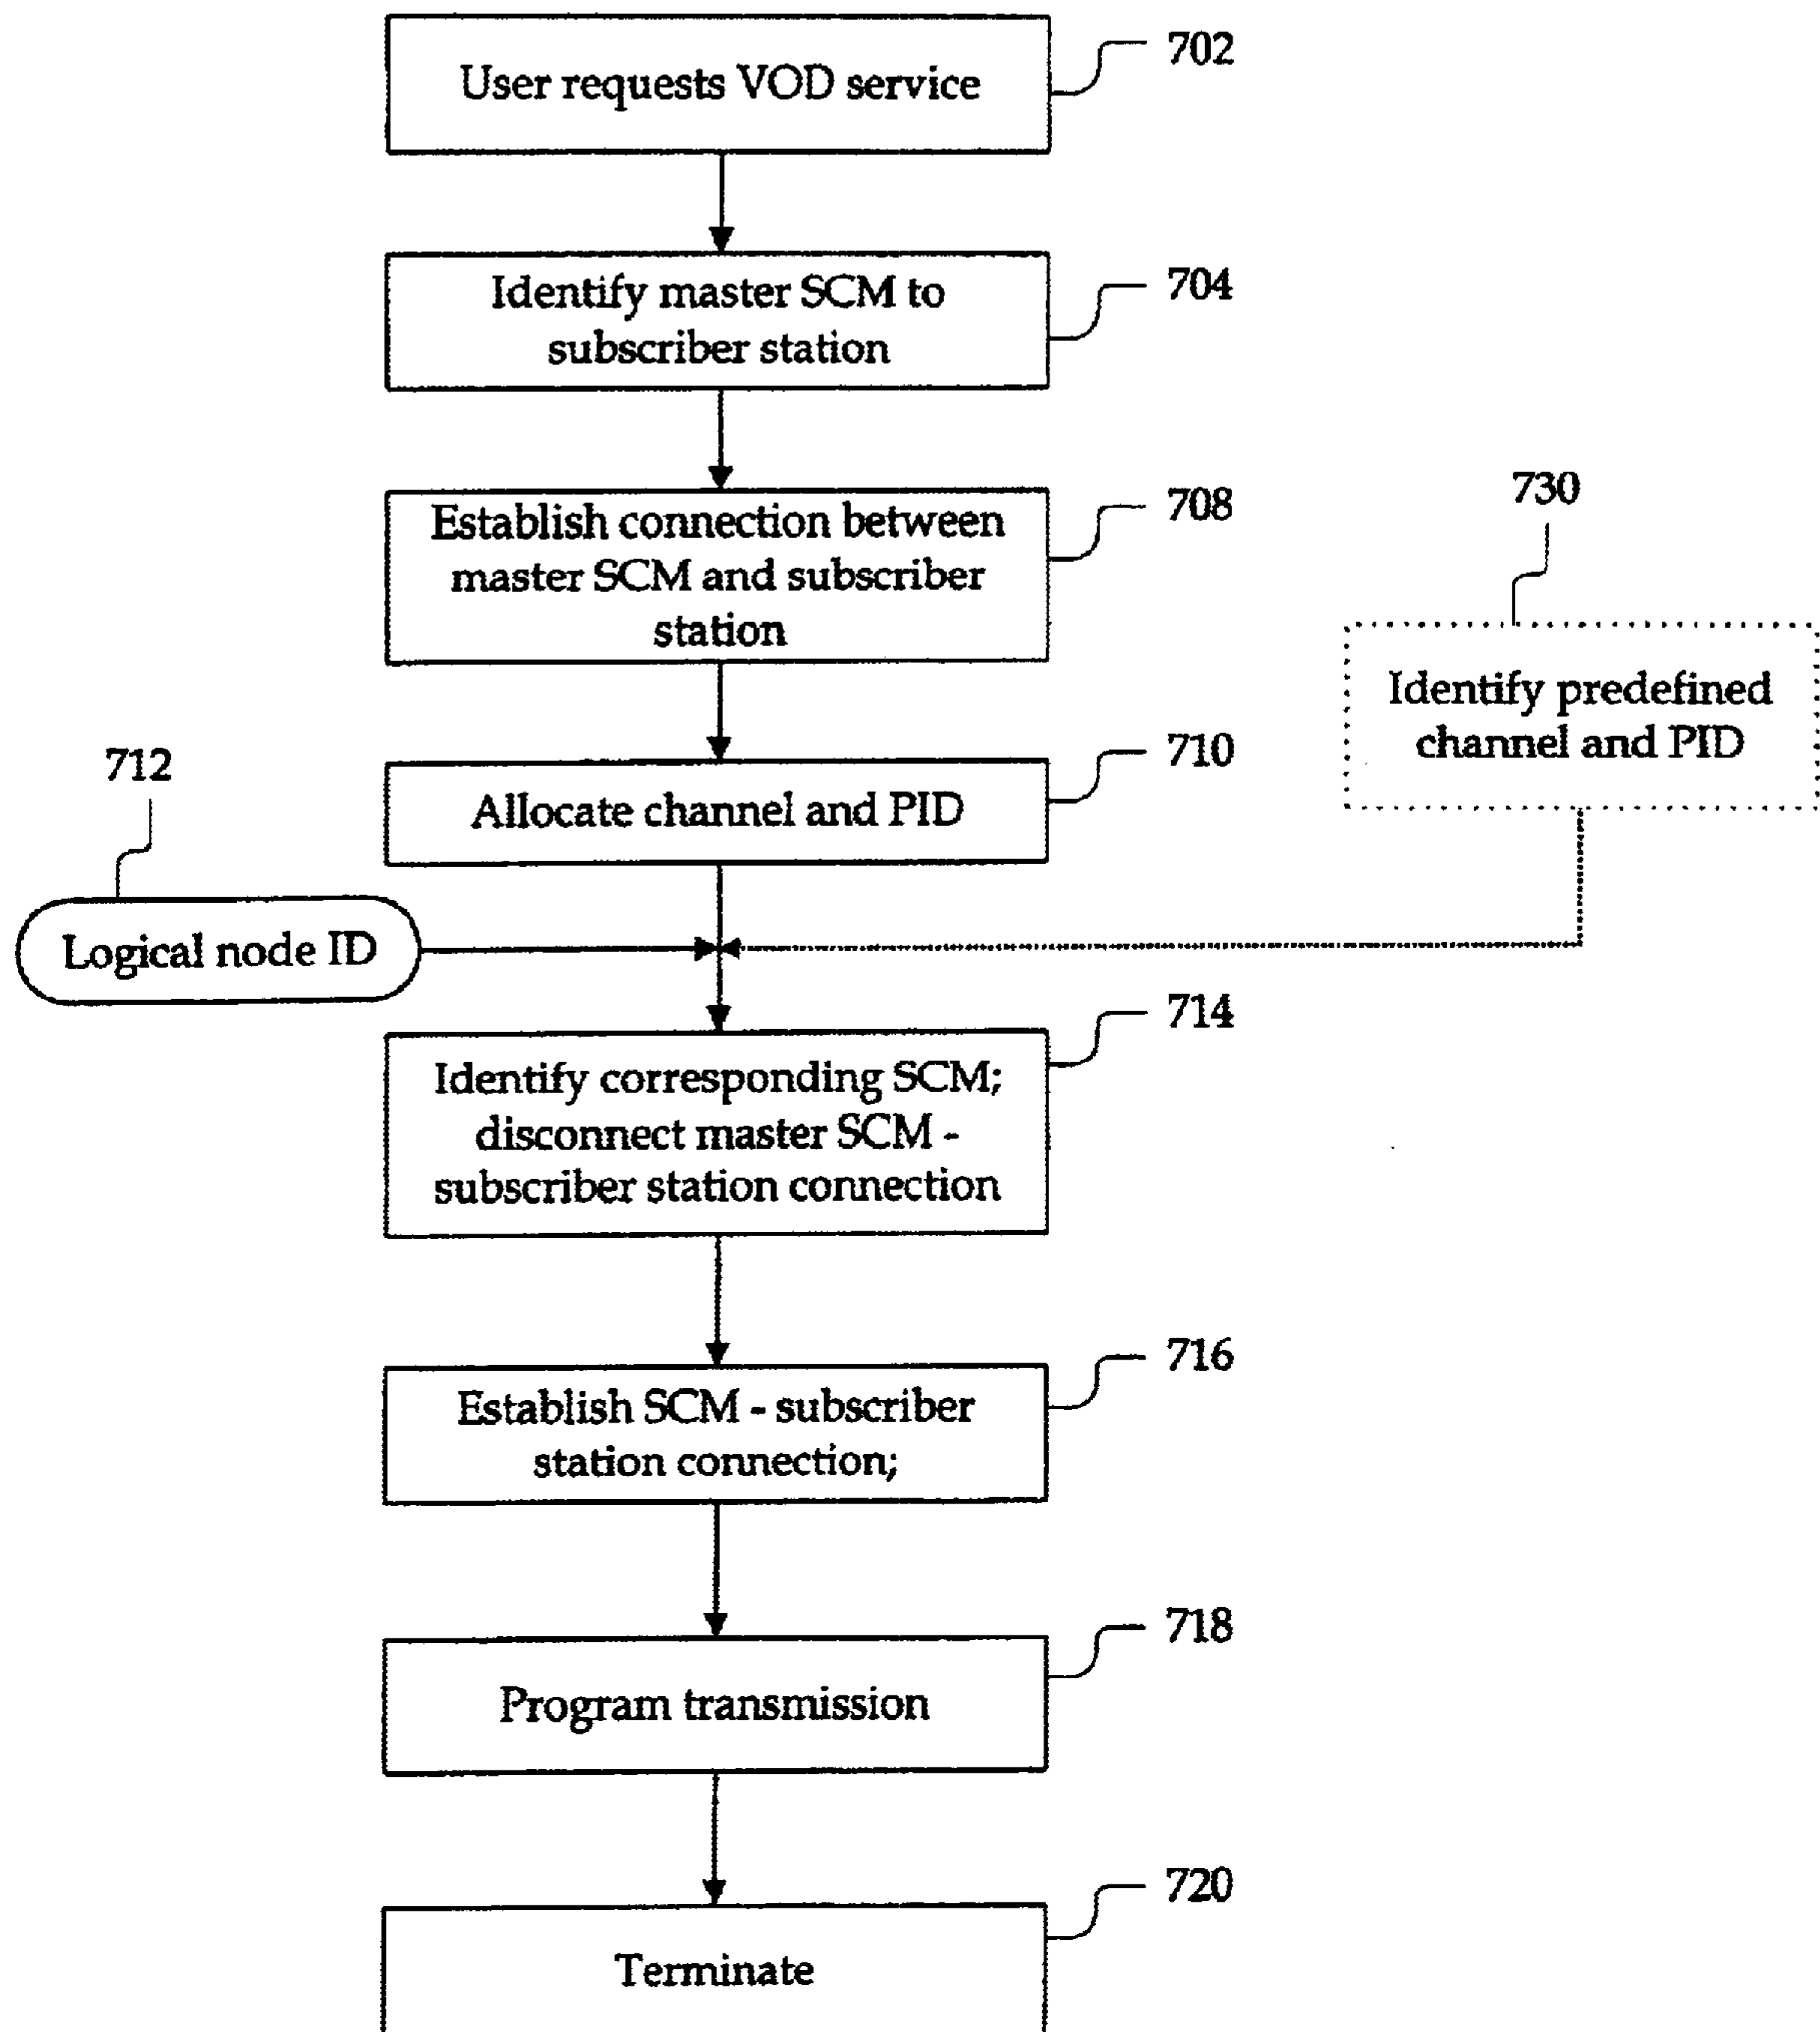 User requests VOD service
702
Identify master SCM to
subscriber station
704
Establish connection between
master SCM and subscriber
station
708
730
Identify predefined
channel and PID
712
Allocate channel and PID
710
Logical node ID
714
Identify corresponding SCM;
disconnect master SCM -
subscriber station connection
716
Establish SCM - subscriber
station connection;
718
Program transmission
720
Terminate